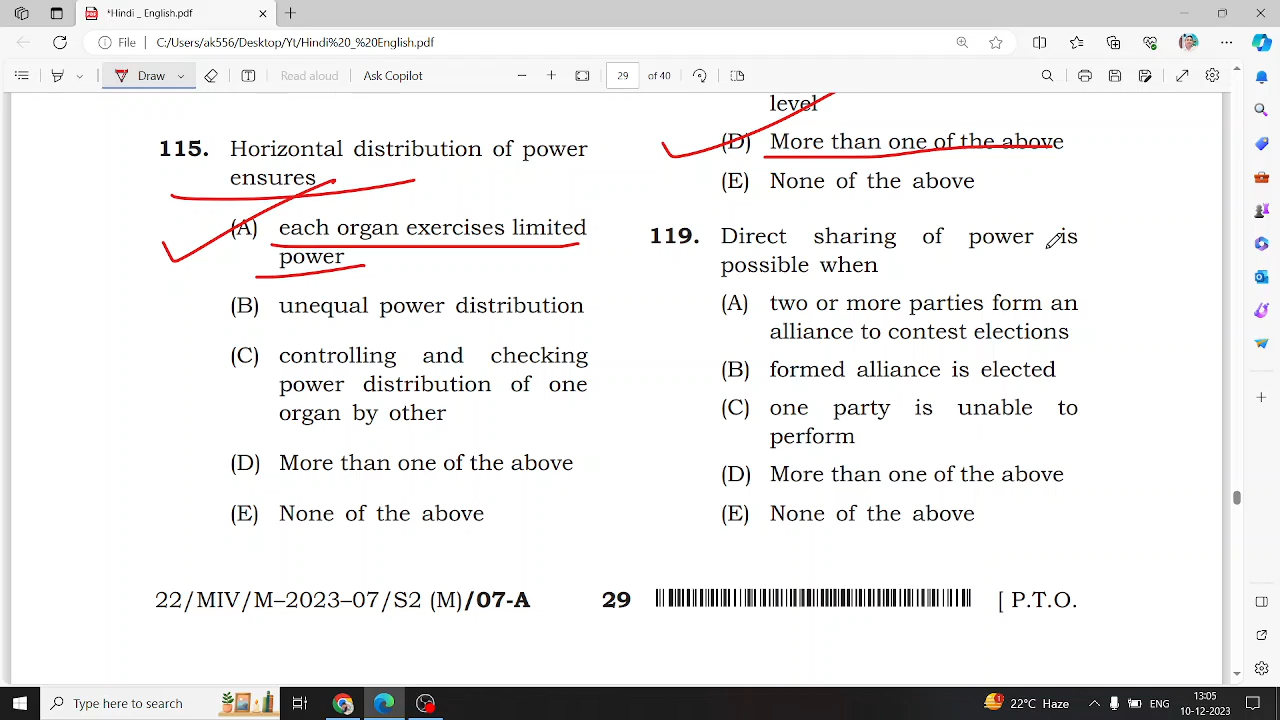 *Hindi _ English.pdf
File
C:/Users/ak556/Desktop/Yt/Hindi%20_%20English.pdf
Draw
Read aloud
Ask Copilot
29
of 40
115. Horizontal distribution of power
ensures
(A) each organ exercises limited
power
(B) unequal power distribution
(C) controlling and checking
power distribution of one
organ by other
(D) More than one of the above
(E) None of the above
level
(D) More than one of the above
(E) None of the above
119. Direct sharing of power is
possible when
(A) two or more parties form an
alliance to contest elections
(B) formed alliance is elected
(C) one party is unable to
perform
(D) More than one of the above
(E) None of the above
22/MIV/M–2023–07/S2 (M)/07-A
29
[ P.T.O.
Type here to search
22°C Haze
ENG
13:05
10-12-2023